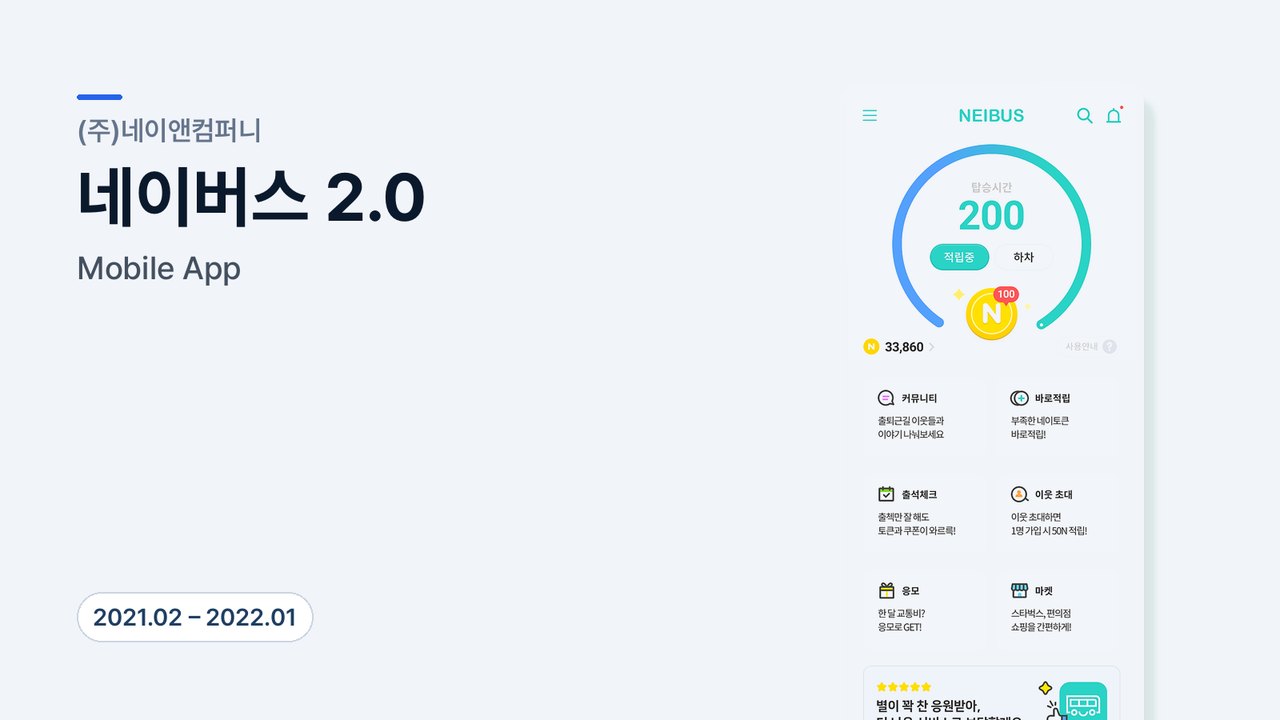 (주)네이앤컴퍼니
네이버스 2.0
Mobile App
2021.02 – 2022.01
NEIBUS
탑승시간
200
적립중 하차
100
N
N 33,860
사용안내 ?
커뮤니티
출퇴근길 이웃들과
이야기 나눠보세요
바로적립
부족한 네이토큰
바로적립!
출석체크
출첵만 잘 해도
토큰과 쿠폰이 와르륵!
이웃 초대
이웃 초대하면
1명 가입 시 50N 적립!
응모
한 달 교통비?
응모로 GET!
마켓
스타벅스, 편의점
쇼핑을 간편하게!
별이 꽉 찬 응원받아,